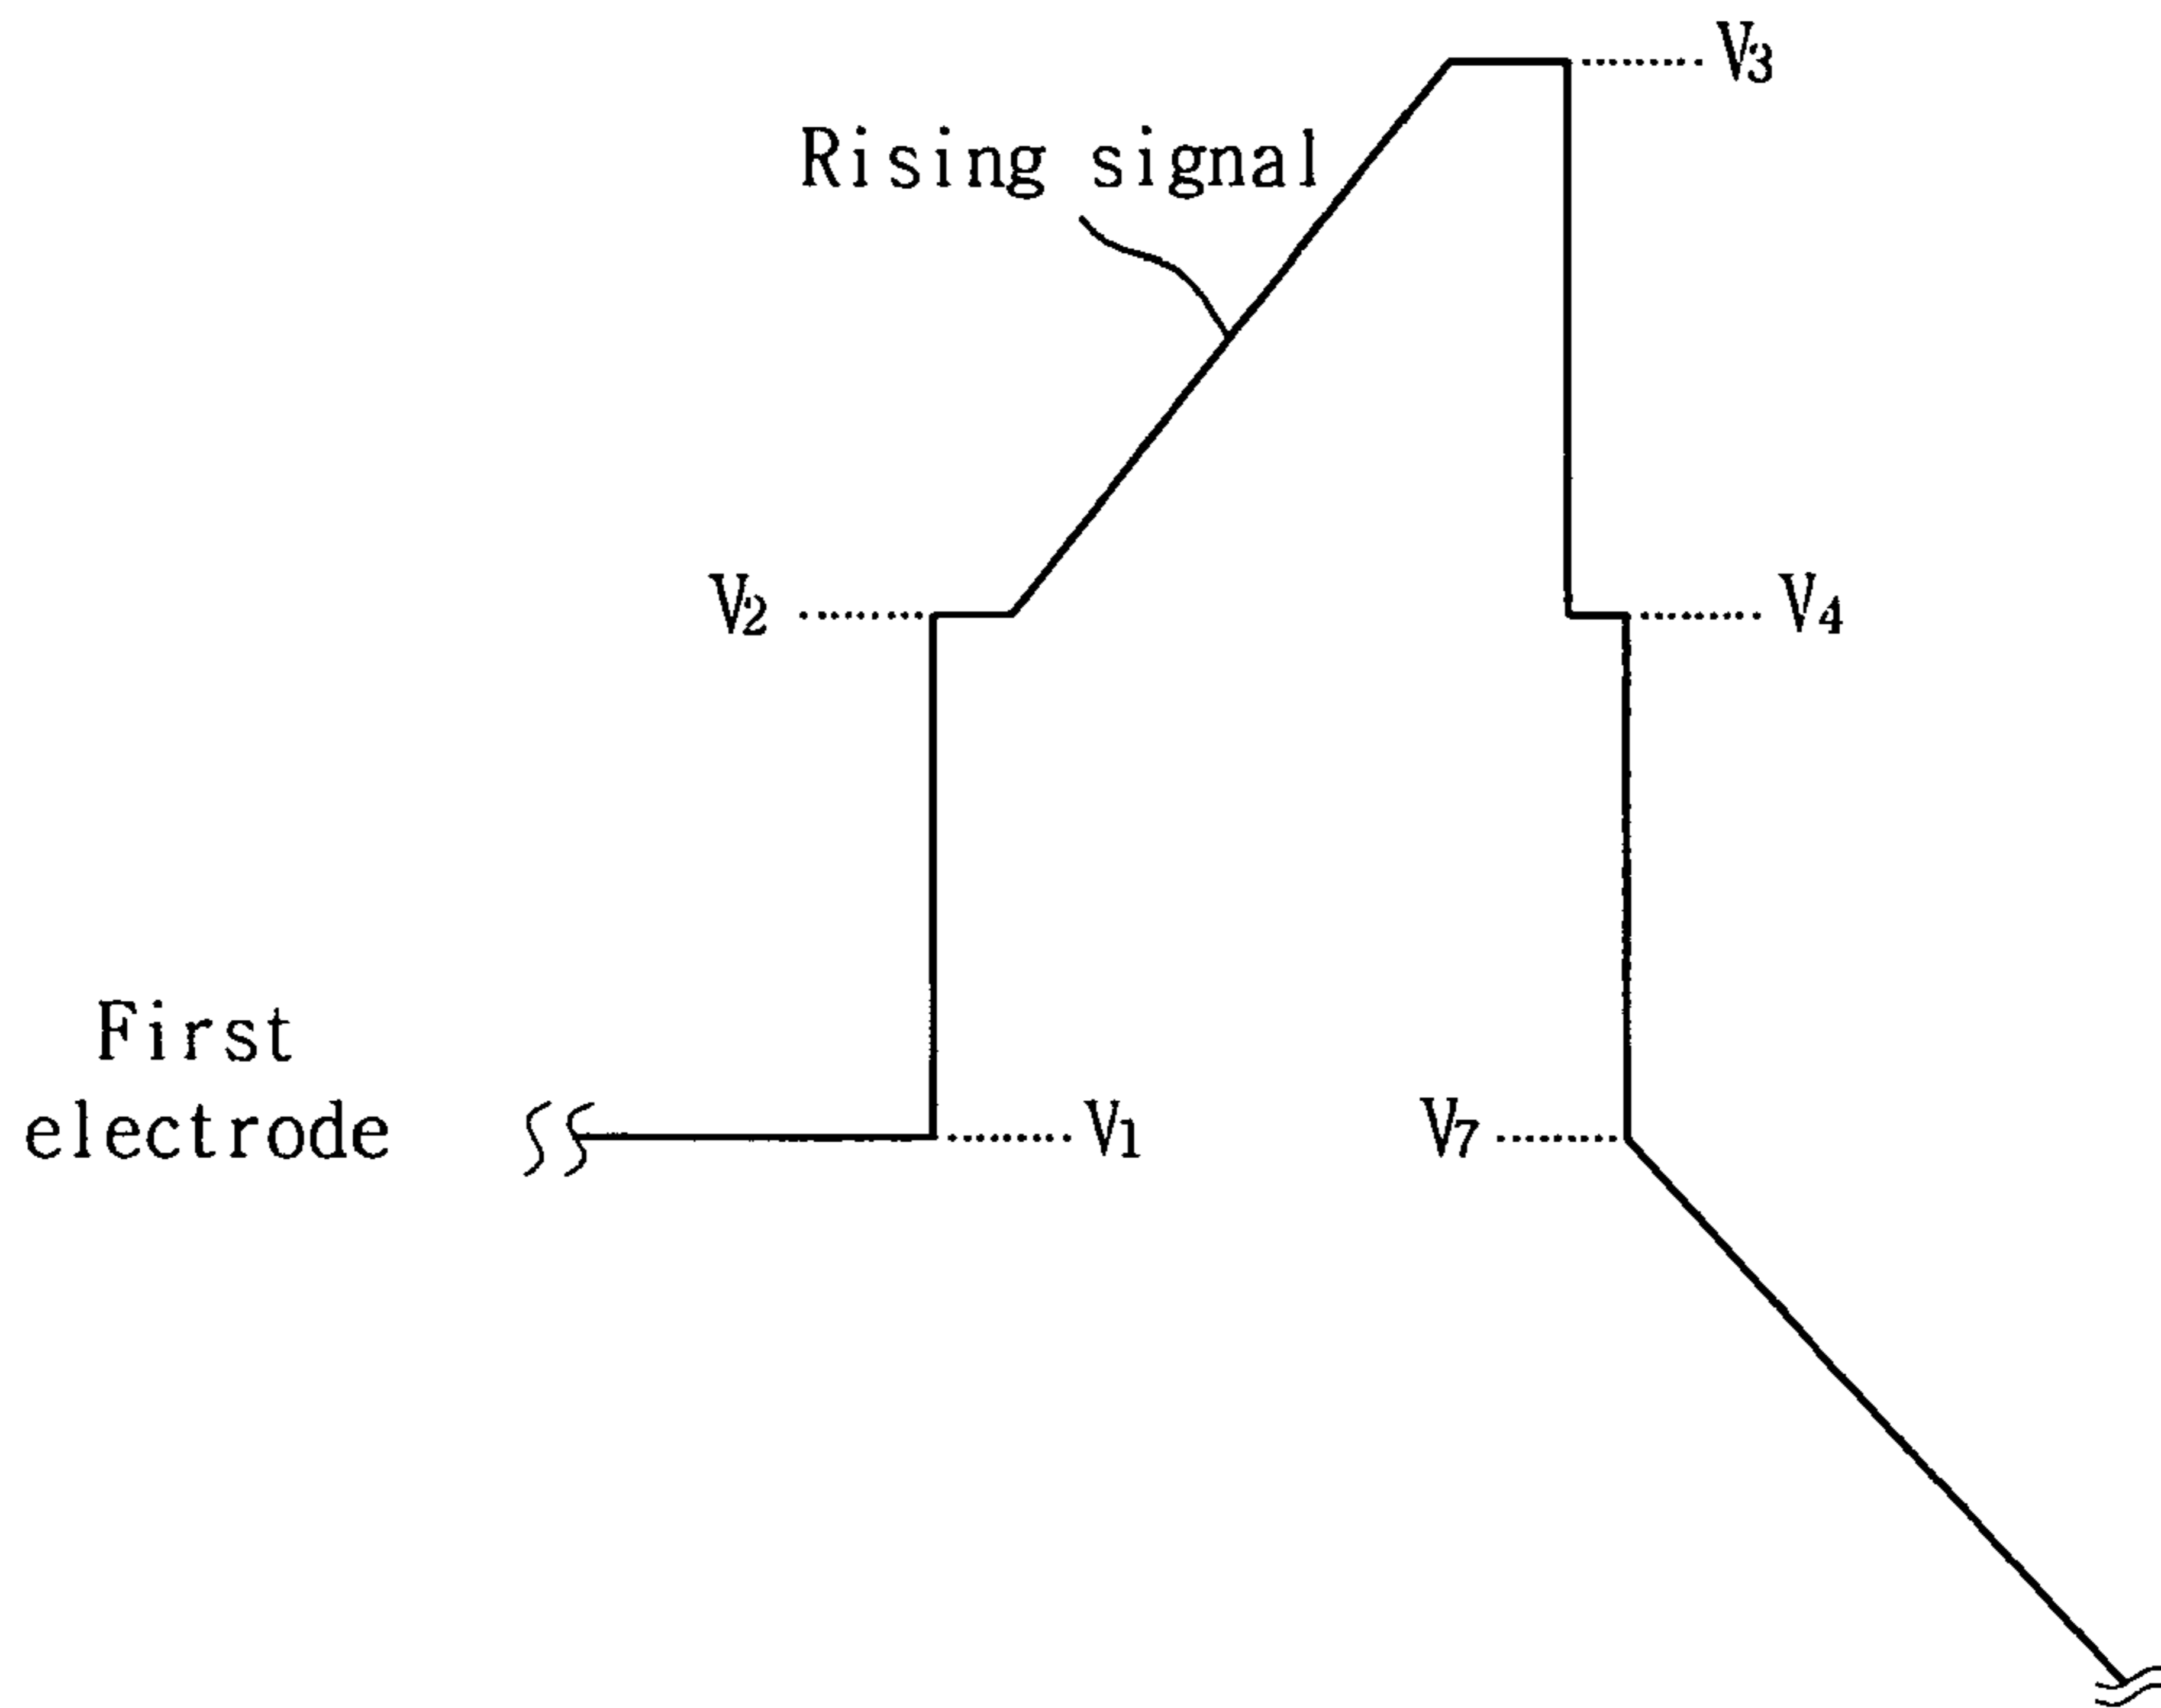 V3
Rising signal
V2
V4
First
electrode
V1
V7